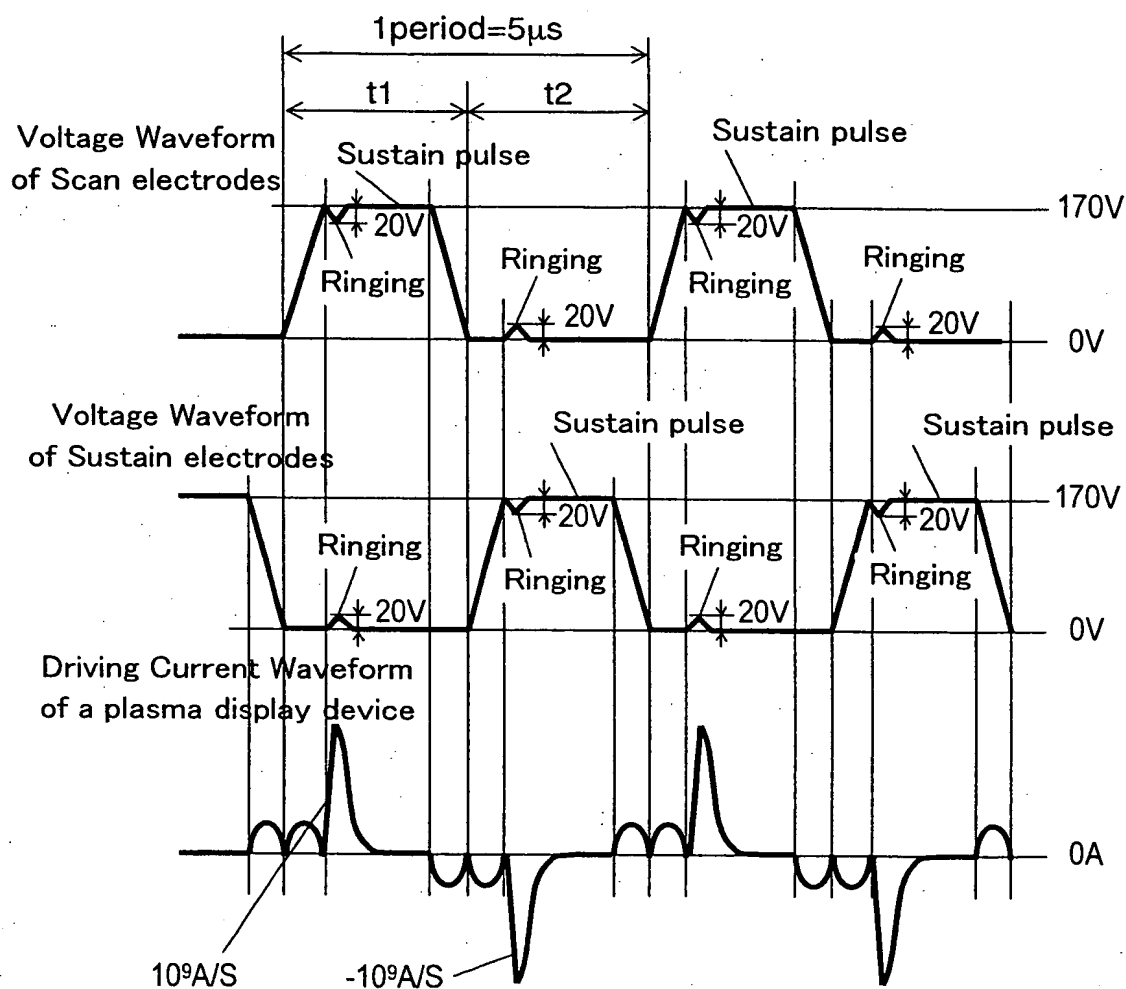 1period=5μs
t1
t2
Voltage Waveform
of Scan electrodes
Sustain pulse
Sustain pulse
170V
20V
20V
Ringing
Ringing
Ringing
Ringing
20V
20V
0V
Voltage Waveform
of Sustain electrodes
Sustain pulse
Sustain pulse
170V
20V
20V
Ringing
Ringing
Ringing
Ringing
20V
20V
0V
Driving Current Waveform
of a plasma display device
0A
10⁹A/S
-10⁹A/S